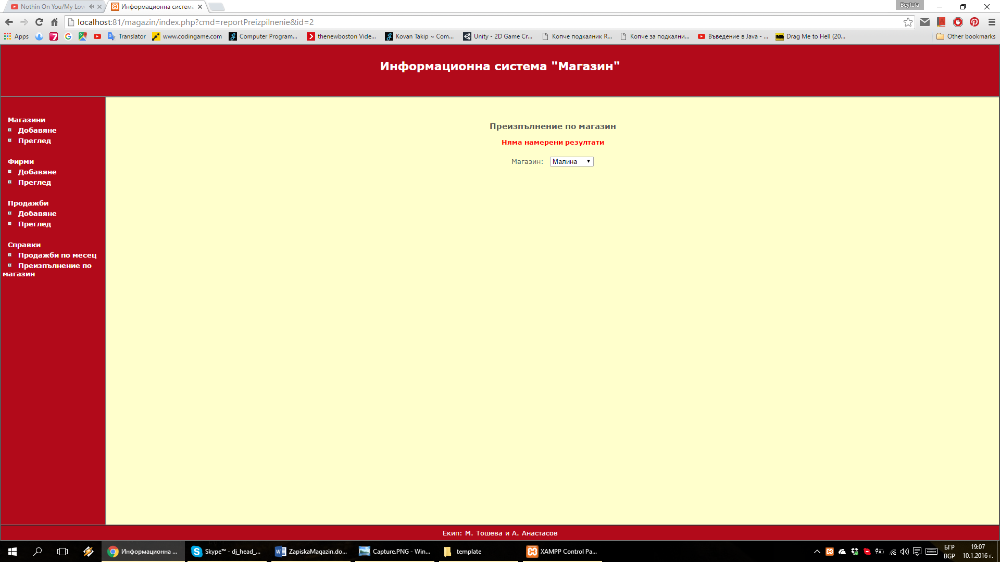 Nothin On You/My Lov
Информационна система
Beytula
localhost:81/magazin/index.php?cmd=reportPreizpilnenie&id=2
Apps
Translator
www.codingame.com
Computer Program...
thenewboston Vide...
Kovan Takip ~ Com...
Unity - 2D Game Cr...
Копче подкалник R...
Копче за подкални...
Въведение в Java - ...
Drag Me to Hell (20...
Other bookmarks
Информационна система "Магазин"
Магазини
Добавяне
Преглед
Фирми
Добавяне
Преглед
Продажби
Добавяне
Преглед
Справки
Продажби по месец
Преизпълнение по
магазин
Преизпълнение по магазин
Няма намерени резултати
Магазин: Малина
Екип: М. Тошева и А. Анастасов
Информационна ...
Skype™ - dj_head_...
ZapiskaMagazin.do...
Capture.PNG - Win...
template
XAMPP Control Pa...
БГР
BGP
19:07
10.1.2016 г.